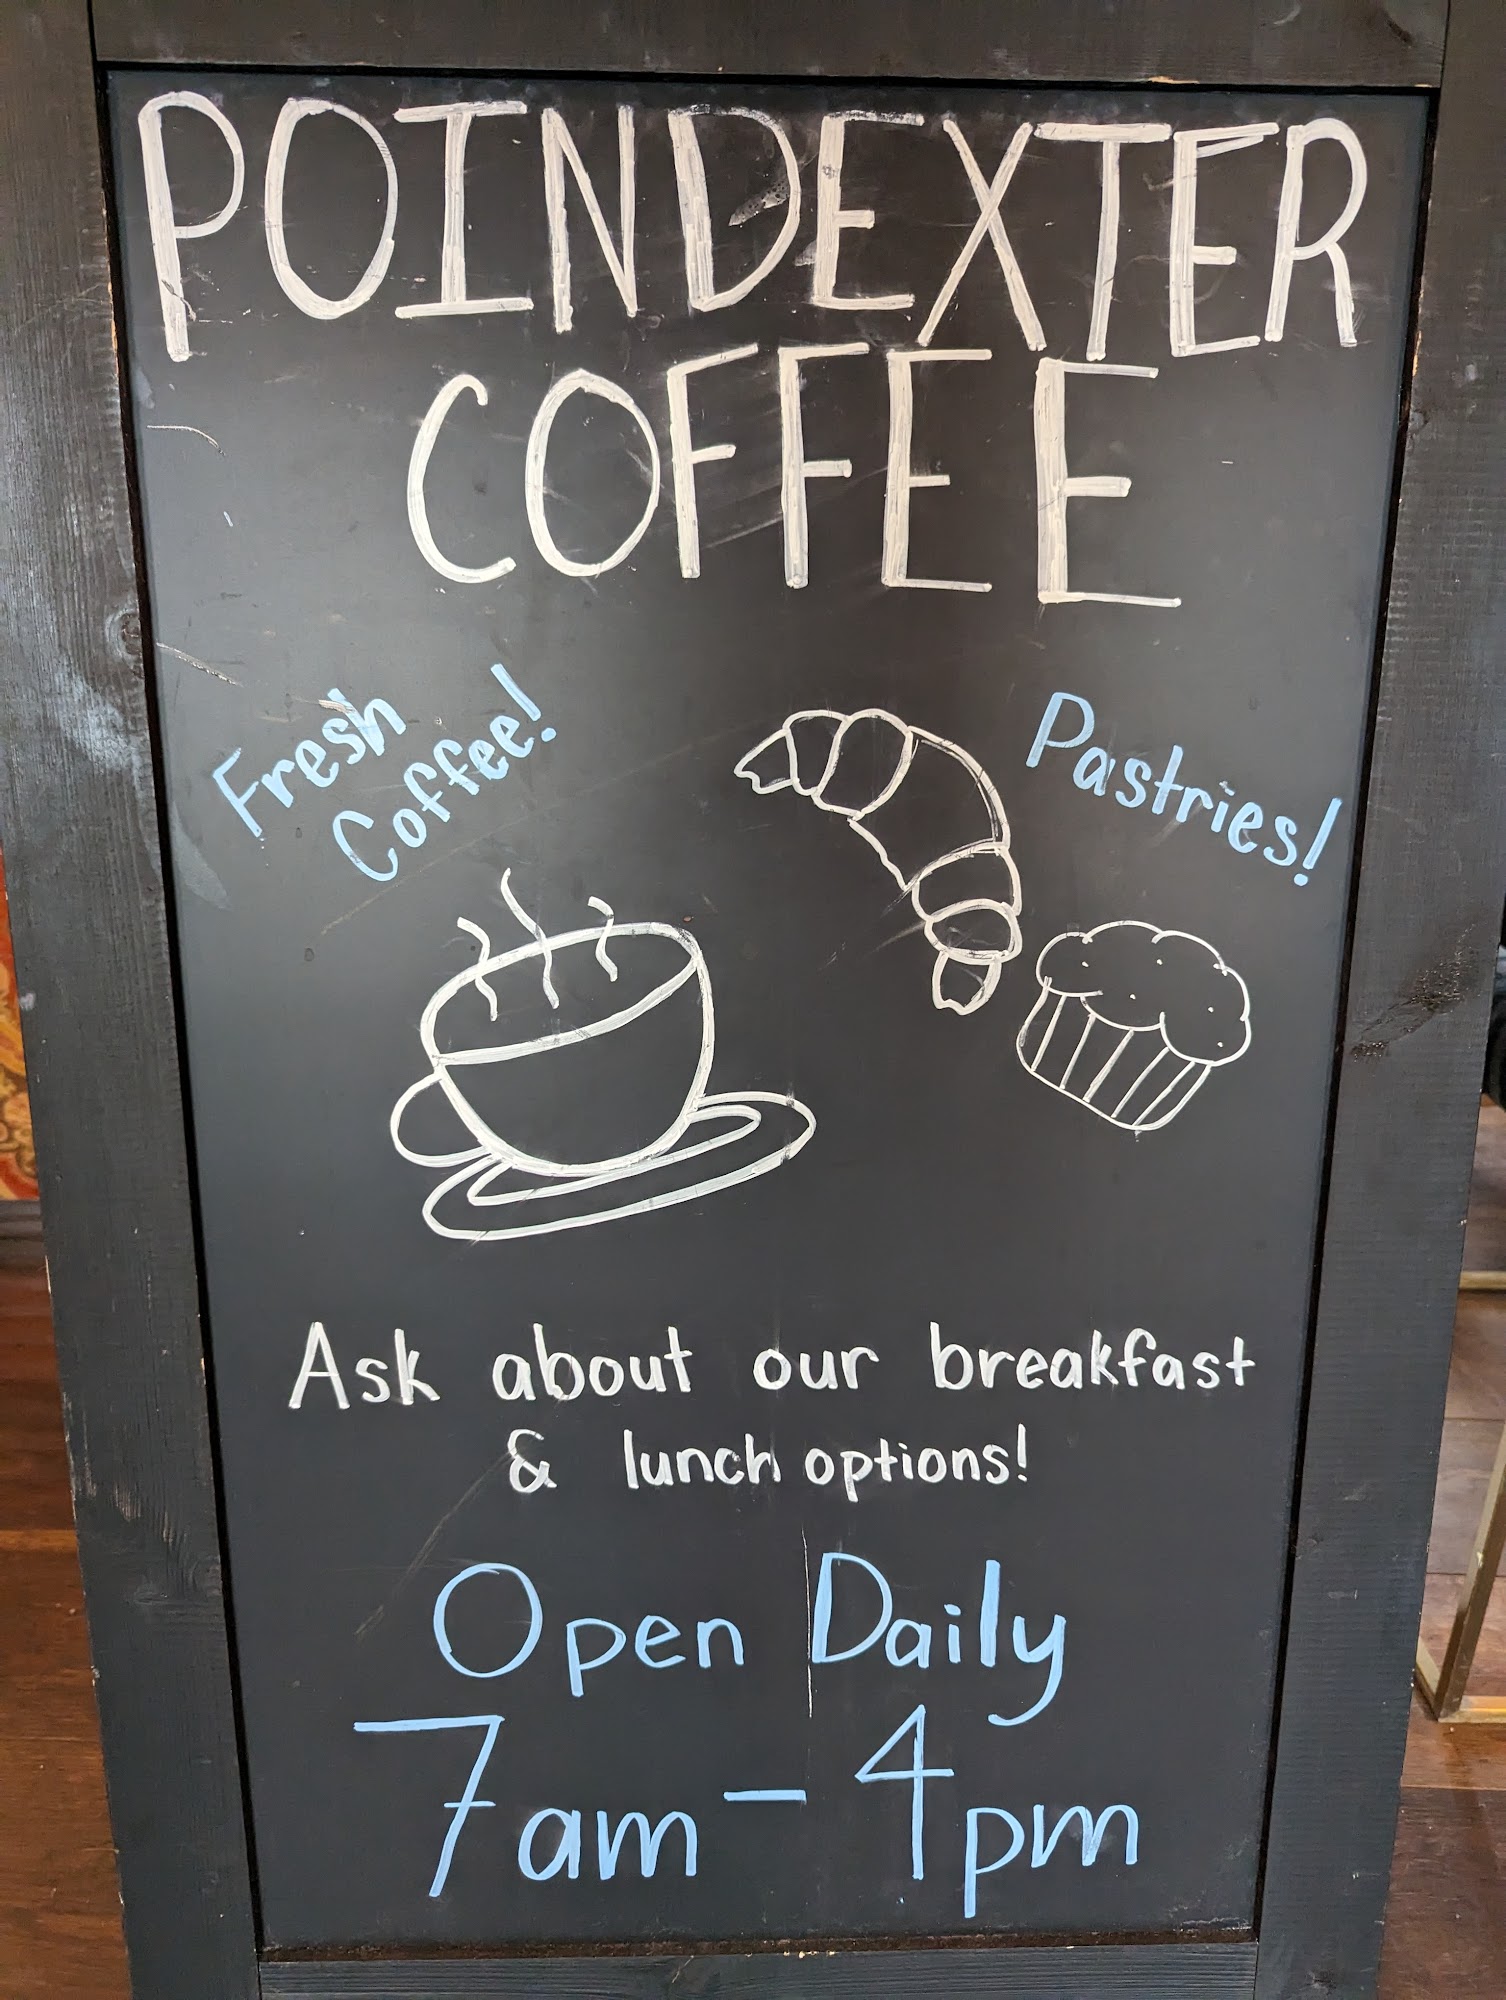 POINDEXTER
COFFEE
Fresh
Coffee!
Pastries!
Ask about our breakfast
& lunch options!
Open Daily
7am - 4pm